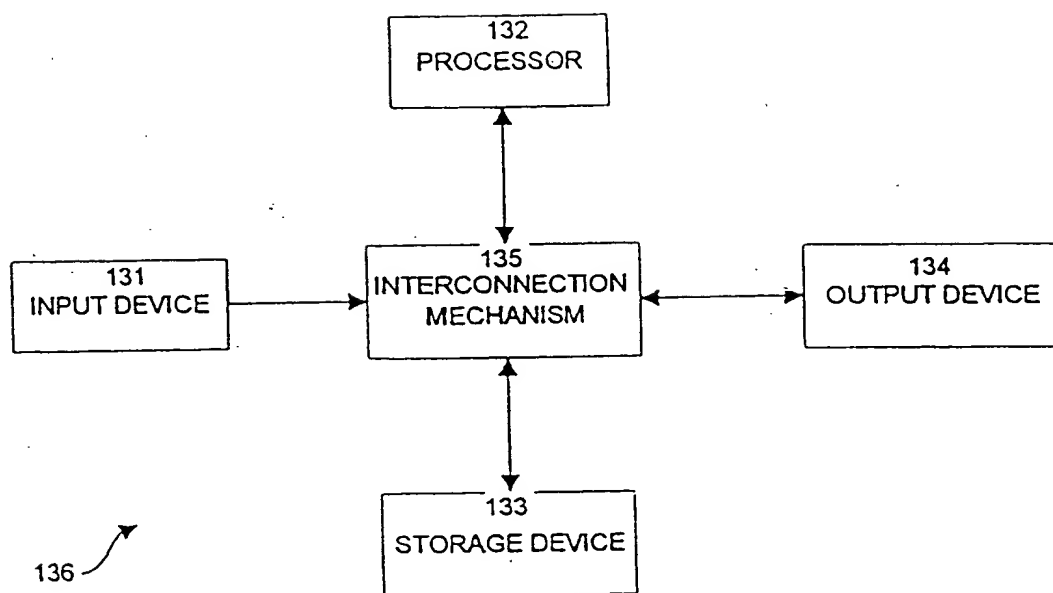 132
PROCESSOR
131
INPUT DEVICE
135
INTERCONNECTION
MECHANISM
134
OUTPUT DEVICE
133
STORAGE DEVICE
136